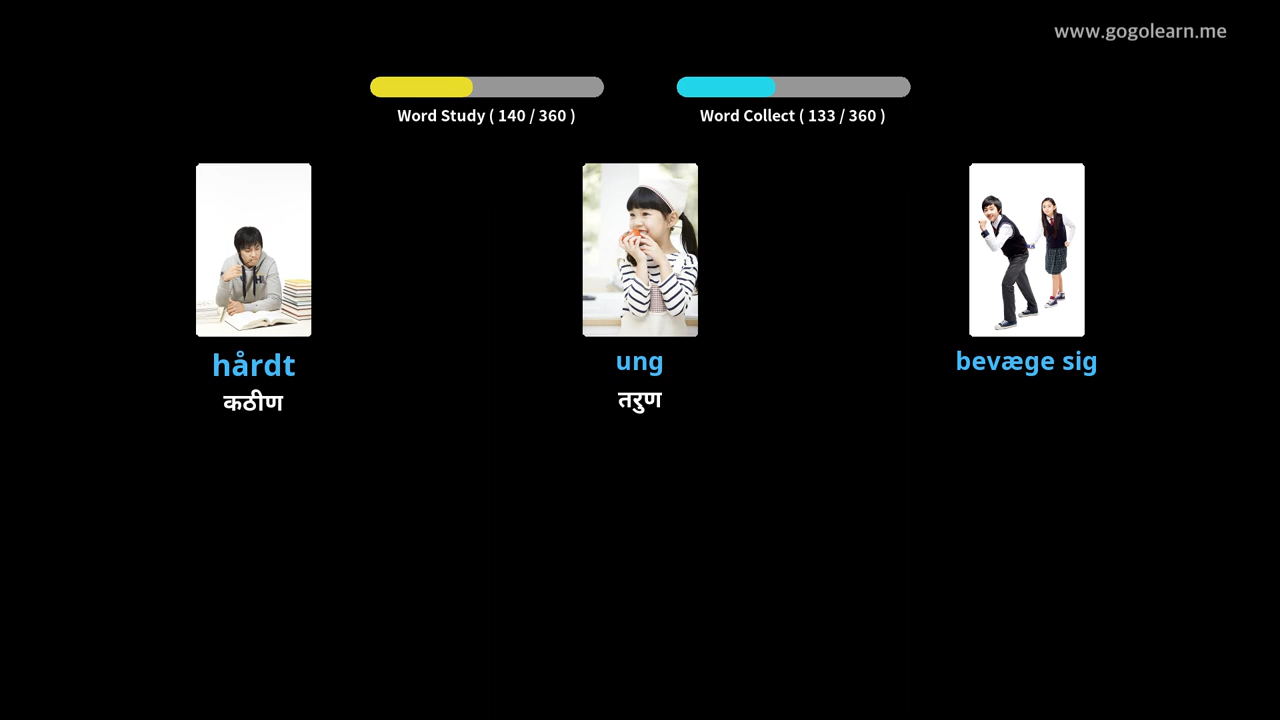 www.gogolearn.me
Word Study ( 140 / 360 )
Word Collect ( 133 / 360 )
hårdt
कठीण
ung
तरुण
bevæge sig